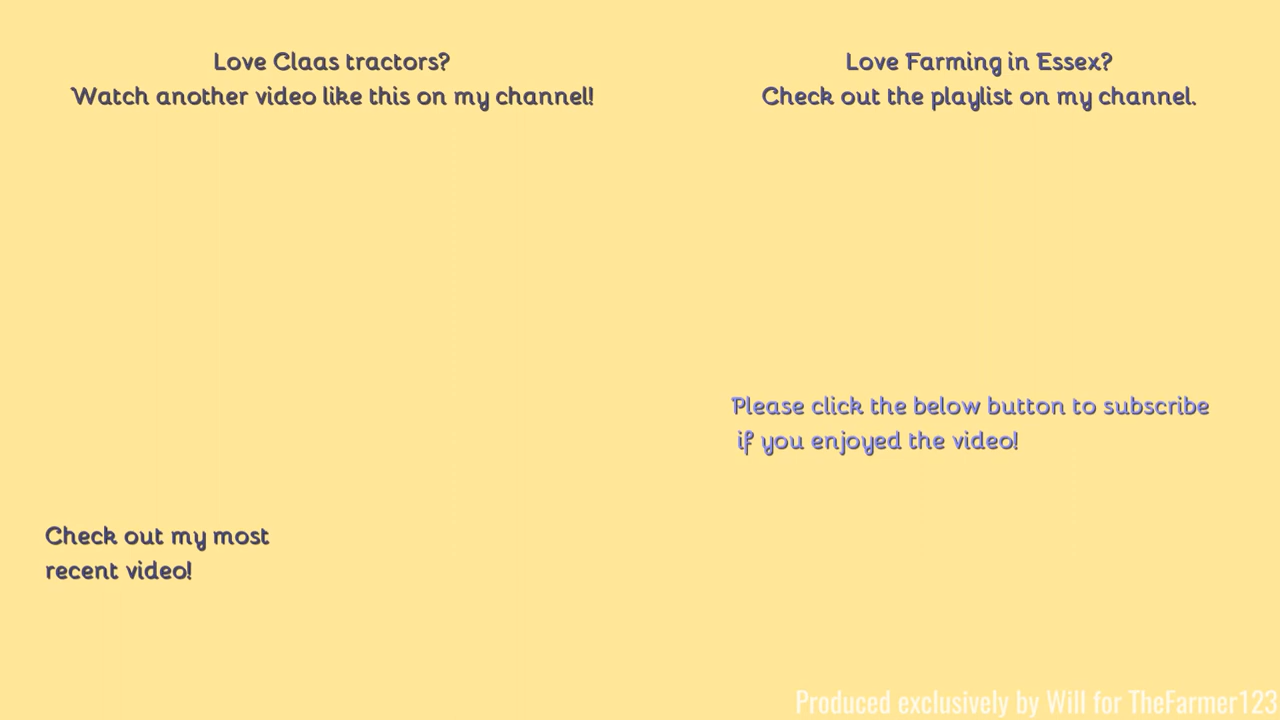 Love Claas tractors?
Watch another video like this on my channel!
Love Farming in Essex?
Check out the playlist on my channel.
Please click the below button to subscribe
if you enjoyed the video!
Check out my most
recent video!
Produced exclusively by Will for TheFarmer123